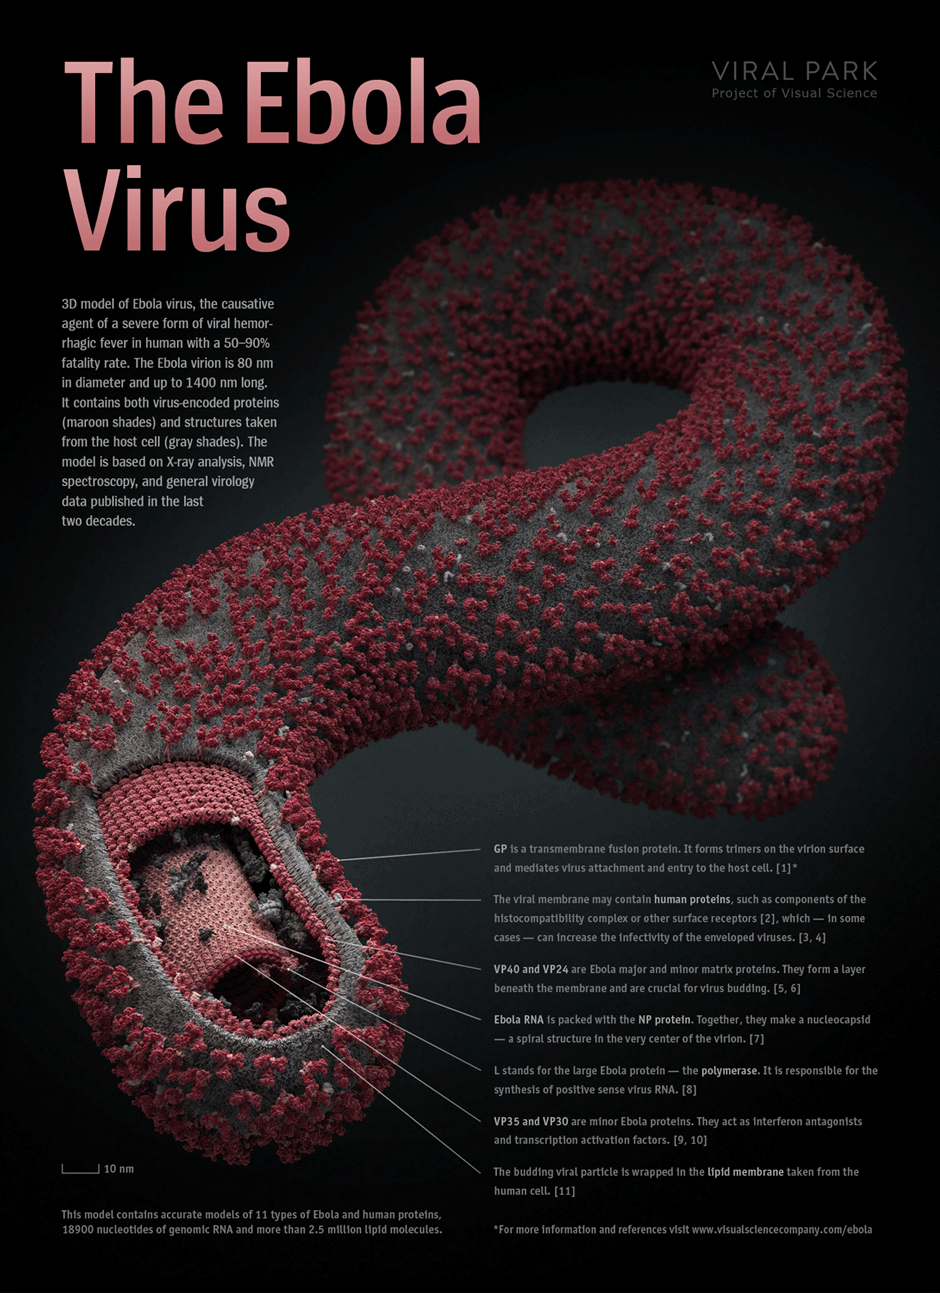 The Ebola
Virus
VIRAL PARK
Project of Visual Science
3D model of Ebola virus, the causative
agent of a severe form of viral hemor-
rhagic fever in human with a 50–90%
fatality rate. The Ebola virion is 80 nm
in diameter and up to 1400 nm long.
It contains both virus-encoded proteins
(maroon shades) and structures taken
from the host cell (gray shades). The
model is based on X-ray analysis, NMR
spectroscopy, and general virology
data published in the last
two decades.
GP is a transmembrane fusion protein. It forms trimers on the virion surface
and mediates virus attachment and entry to the host cell. [1]*
The viral membrane may contain human proteins, such as components of the
histocompatibility complex or other surface receptors [2], which — in some
cases — can increase the infectivity of the enveloped viruses. [3, 4]
VP40 and VP24 are Ebola major and minor matrix proteins. They form a layer
beneath the membrane and are crucial for virus budding. [5, 6]
Ebola RNA is packed with the NP protein. Together, they make a nucleocapsid
— a spiral structure in the very center of the virion. [7]
L stands for the large Ebola protein — the polymerase. It is responsible for the
synthesis of positive sense virus RNA. [8]
VP35 and VP30 are minor Ebola proteins. They act as interferon antagonists
and transcription activation factors. [9, 10]
The budding viral particle is wrapped in the lipid membrane taken from the
human cell. [11]
10 nm
This model contains accurate models of 11 types of Ebola and human proteins,
18900 nucleotides of genomic RNA and more than 2.5 million lipid molecules.
*For more information and references visit www.visualsciencecompany.com/ebola